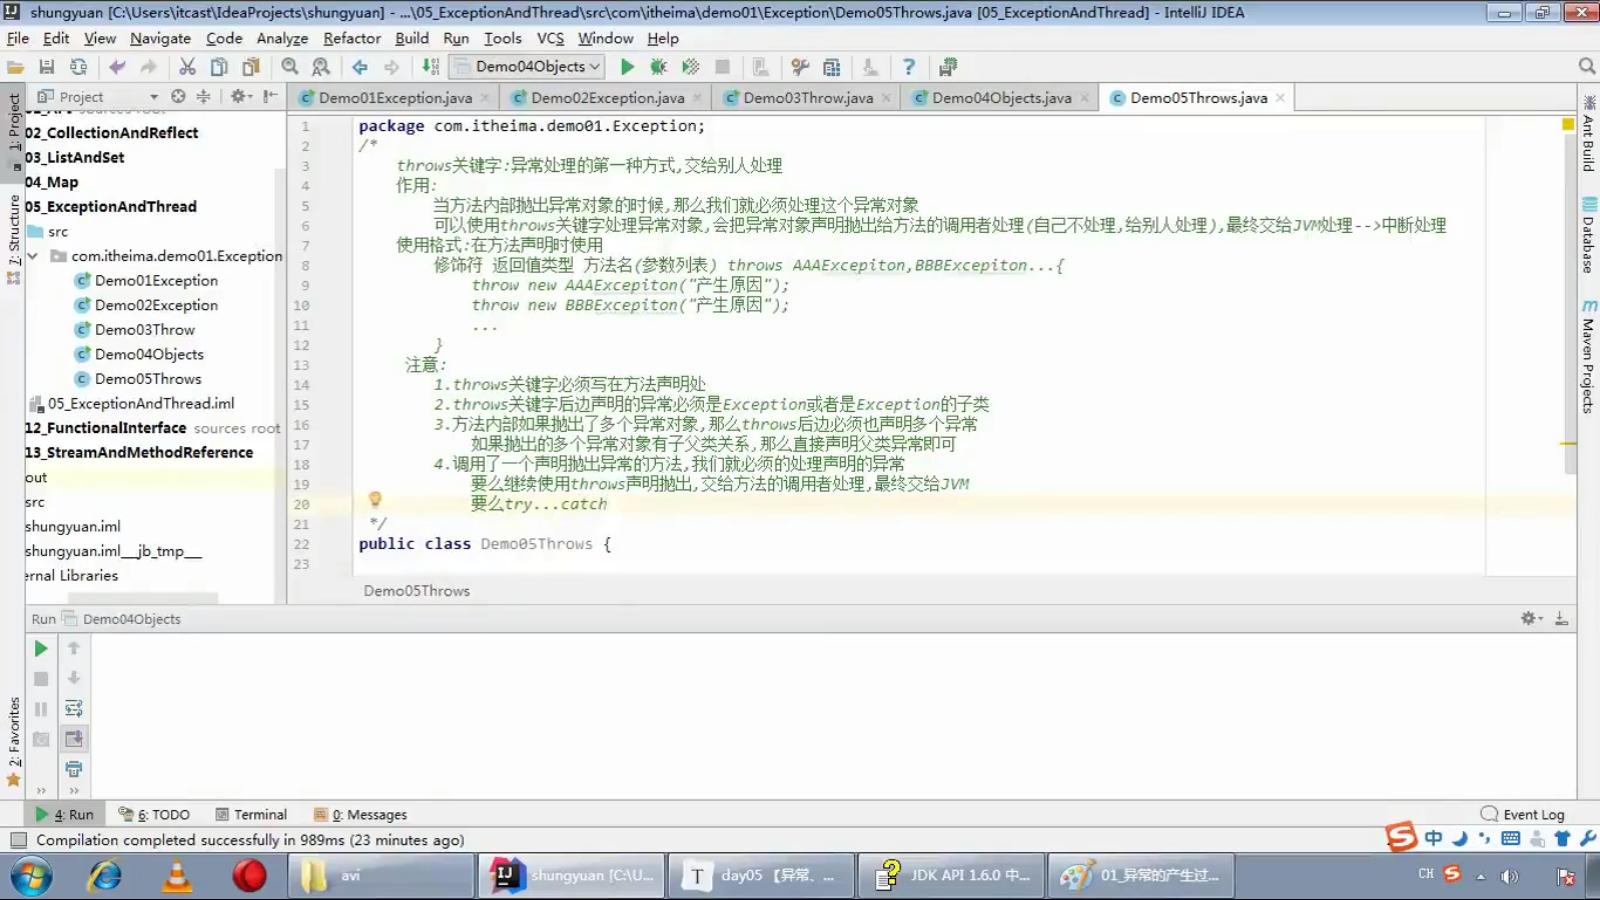 shungyuan [C:\Users\itcast\IdeaProjects\shungyuan] - ...\05_ExceptionAndThread\src\com\itheima\demo01\Exception\Demo05Throws.java [05_ExceptionAndThread] - IntelliJ IDEA
File Edit View Navigate Code Analyze Refactor Build Run Tools VCS Window Help
Demo04Objects
Project
Demo01Exception.java Demo02Exception.java Demo03Throw.java Demo04Objects.java Demo05Throws.java
1: Project
7: Structure
2: Favorites
02_CollectionAndReflect
03_ListAndSet
04_Map
05_ExceptionAndThread
src
com.itheima.demo01.Exception
Demo01Exception
Demo02Exception
Demo03Throw
Demo04Objects
Demo05Throws
05_ExceptionAndThread.iml
12_FunctionalInterface sources root
13_StreamAndMethodReference
out
src
shungyuan.iml
shungyuan.iml__jb_tmp__
ernal Libraries
1 package com.itheima.demo01.Exception;
2 /*
3 throws关键字:异常处理的第一种方式,交给别人处理
4 作用:
5 当方法内部抛出异常对象的时候,那么我们就必须处理这个异常对象
6 可以使用throws关键字处理异常对象,会把异常对象声明抛出给方法的调用者处理(自己不处理,给别人处理),最终交给JVM处理-->中断处理
7 使用格式:在方法声明时使用
8 修饰符 返回值类型 方法名(参数列表) throws AAAExcepiton,BBBExcepiton...{
9 throw new AAAExcepiton("产生原因");
10 throw new BBBExcepiton("产生原因");
11 ...
12 }
13 注意:
14 1.throws关键字必须写在方法声明处
15 2.throws关键字后边声明的异常必须是Exception或者是Exception的子类
16 3.方法内部如果抛出了多个异常对象,那么throws后边必须也声明多个异常
17 如果抛出的多个异常对象有子父类关系,那么直接声明父类异常即可
18 4.调用了一个声明抛出异常的方法,我们就必须的处理声明的异常
19 要么继续使用throws声明抛出,交给方法的调用者处理,最终交给JVM
20 要么try...catch
21 */
22 public class Demo05Throws {
23
Demo05Throws
Ant Build
Database
Maven Projects
Run Demo04Objects
4: Run 6: TODO Terminal 0: Messages Event Log
Compilation completed successfully in 989ms (23 minutes ago)
中
avi shungyuan [C:\U... day05 【异常、... JDK API 1.6.0 中... 01_异常的产生过... CH